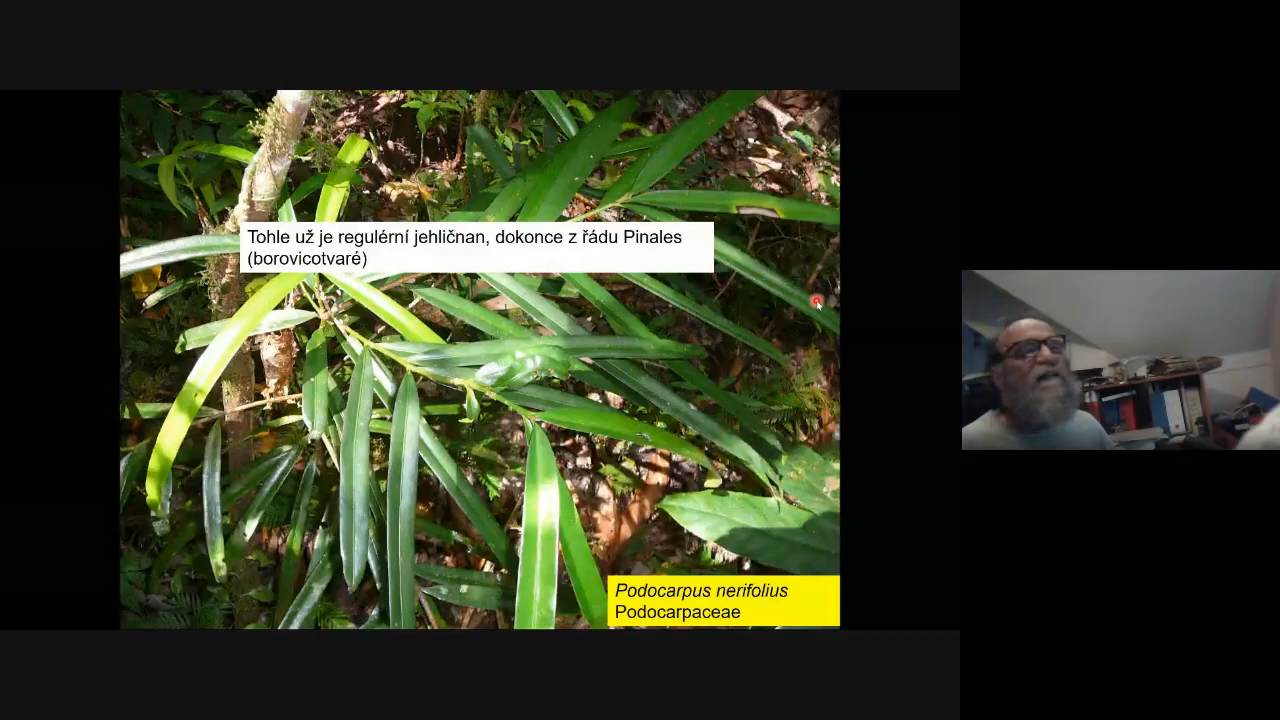 Tohle už je regulérní jehličnan, dokonce z řádu Pinales
(borovicotvaré)
Podocarpus nerifolius
Podocarpaceae